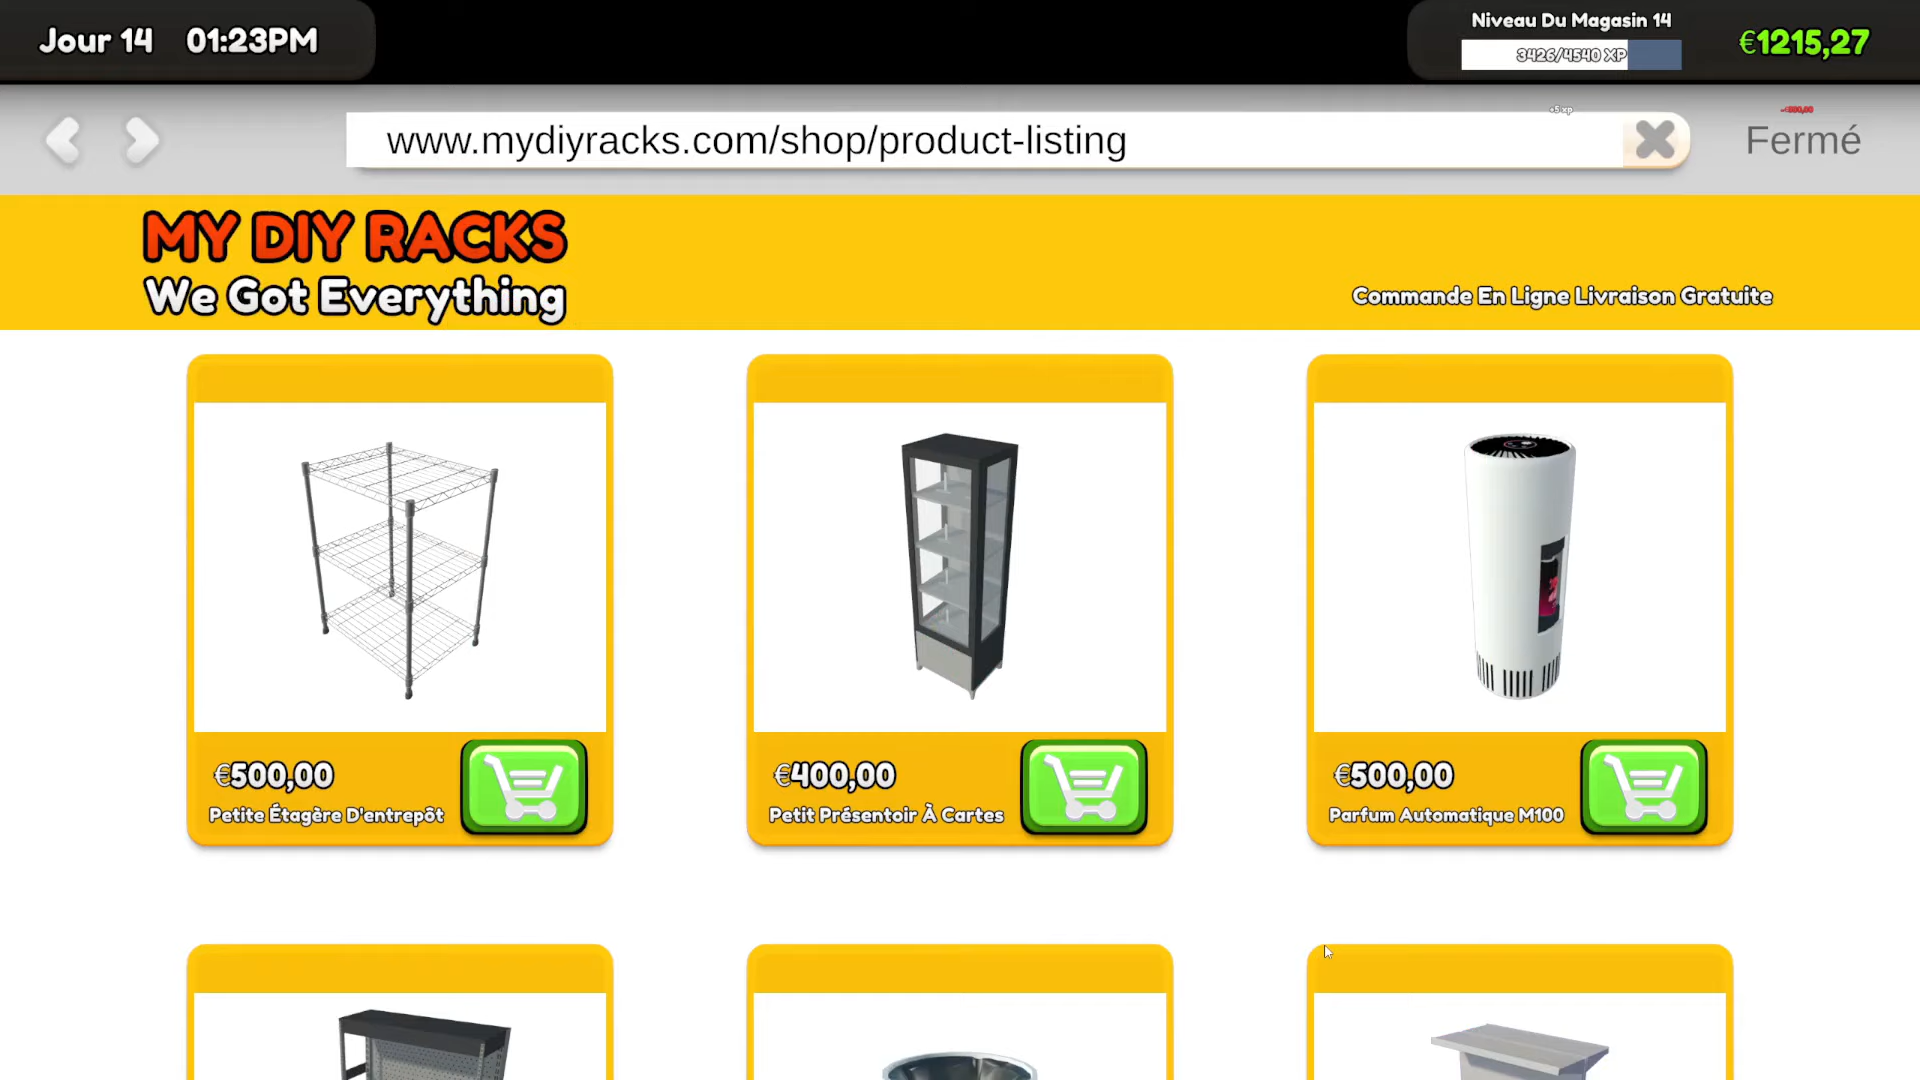 Jour 14 01:23PM
Niveau Du Magasin 14
3426/4540 XP
€1215,27
+5 xp
www.mydiyracks.com/shop/product-listing
Fermé
MY DIY RACKS
We Got Everything
Commande En Ligne Livraison Gratuite
€500,00
Petite Étagère D'entrepôt
€400,00
Petit Présentoir À Cartes
€500,00
Parfum Automatique M100